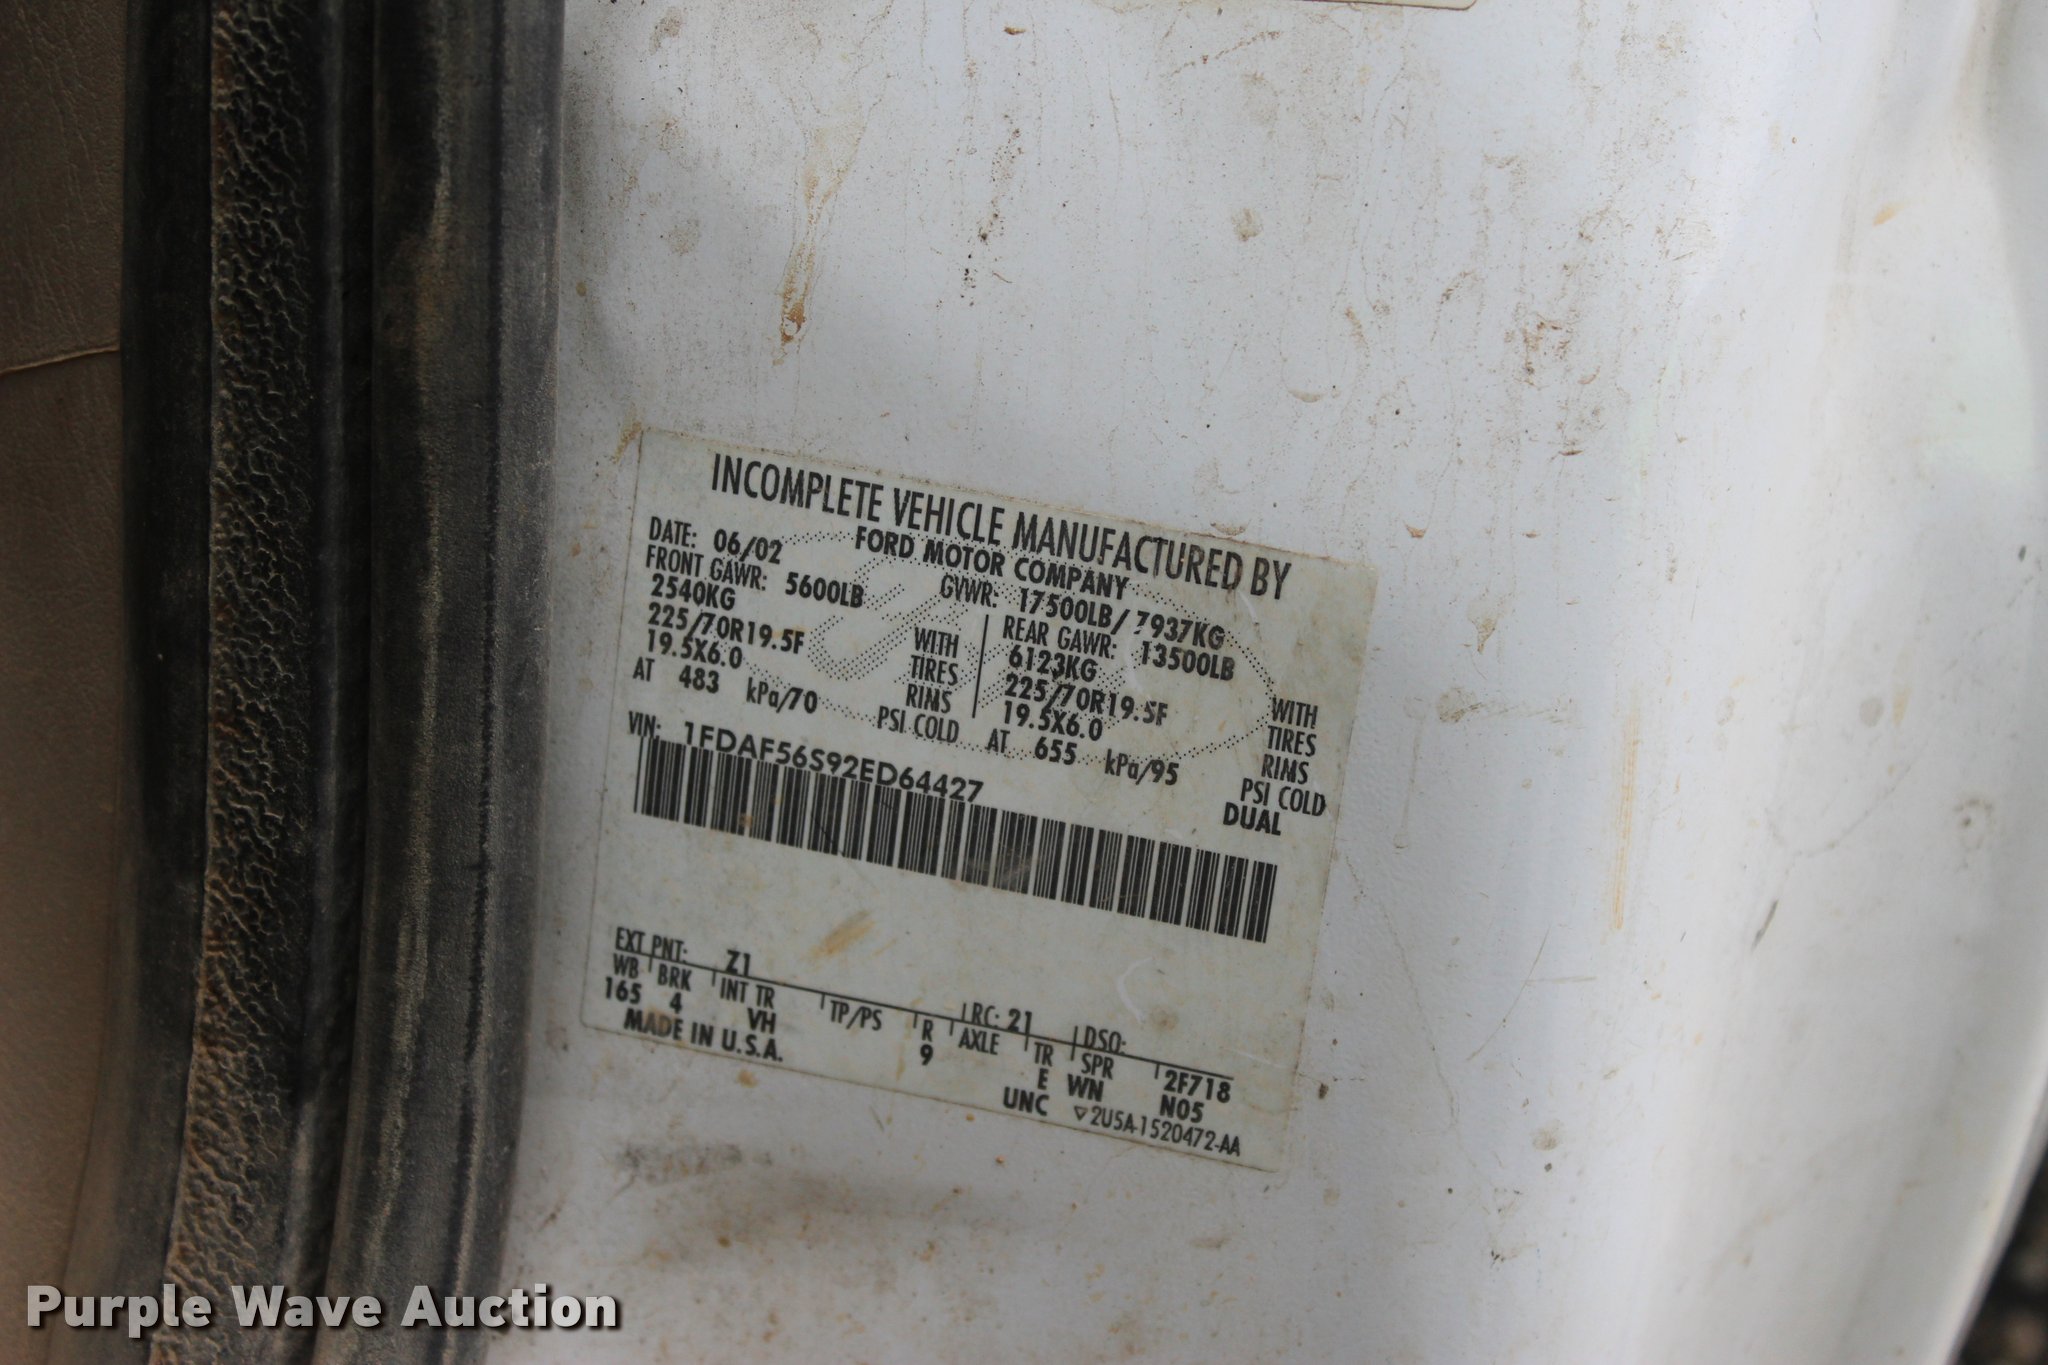 INCOMPLETE VEHICLE MANUFACTURED BY
FORD MOTOR COMPANY
DATE: 06/02 GVWR: 17500LB/ 7937KG
FRONT GAWR: 5600LB REAR GAWR: 13500LB
2540KG WITH 6123KG WITH
225/70R19.5F TIRES 225/70R19.5F TIRES
19.5X6.0 RIMS 19.5X6.0 RIMS
AT 483 kPa/70 PSI COLD AT 655 kPa/95 PSI COLD
DUAL
VIN: 1FDAF56S92ED64427
EXT PNT: Z1 RC: 21 DSO:
WB BRK INT TR TP/PS R AXLE TR SPR 2F718
165 4 VH 9 E WN N05
MADE IN U.S.A. UNC ▽2U5A-1520472-AA
Purple Wave Auction